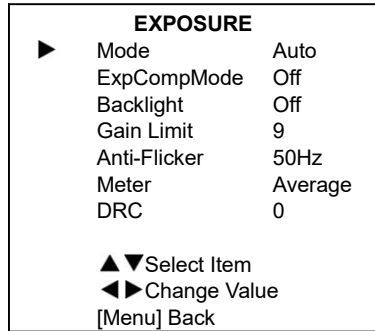 EXPOSURE
▶ Mode Auto
ExpCompMode Off
Backlight Off
Gain Limit 9
Anti-Flicker 50Hz
Meter Average
DRC 0
▲▼Select Item
◀▶Change Value
[Menu] Back